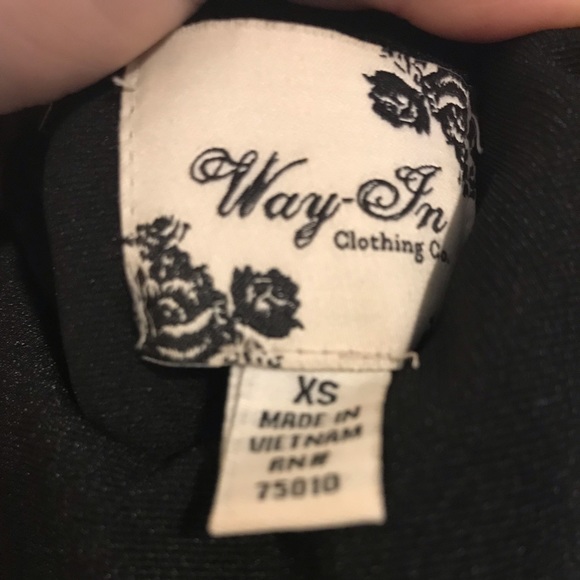 Way-In
Clothing Co.
XS
MADE IN
VIETNAM
RN#
75010